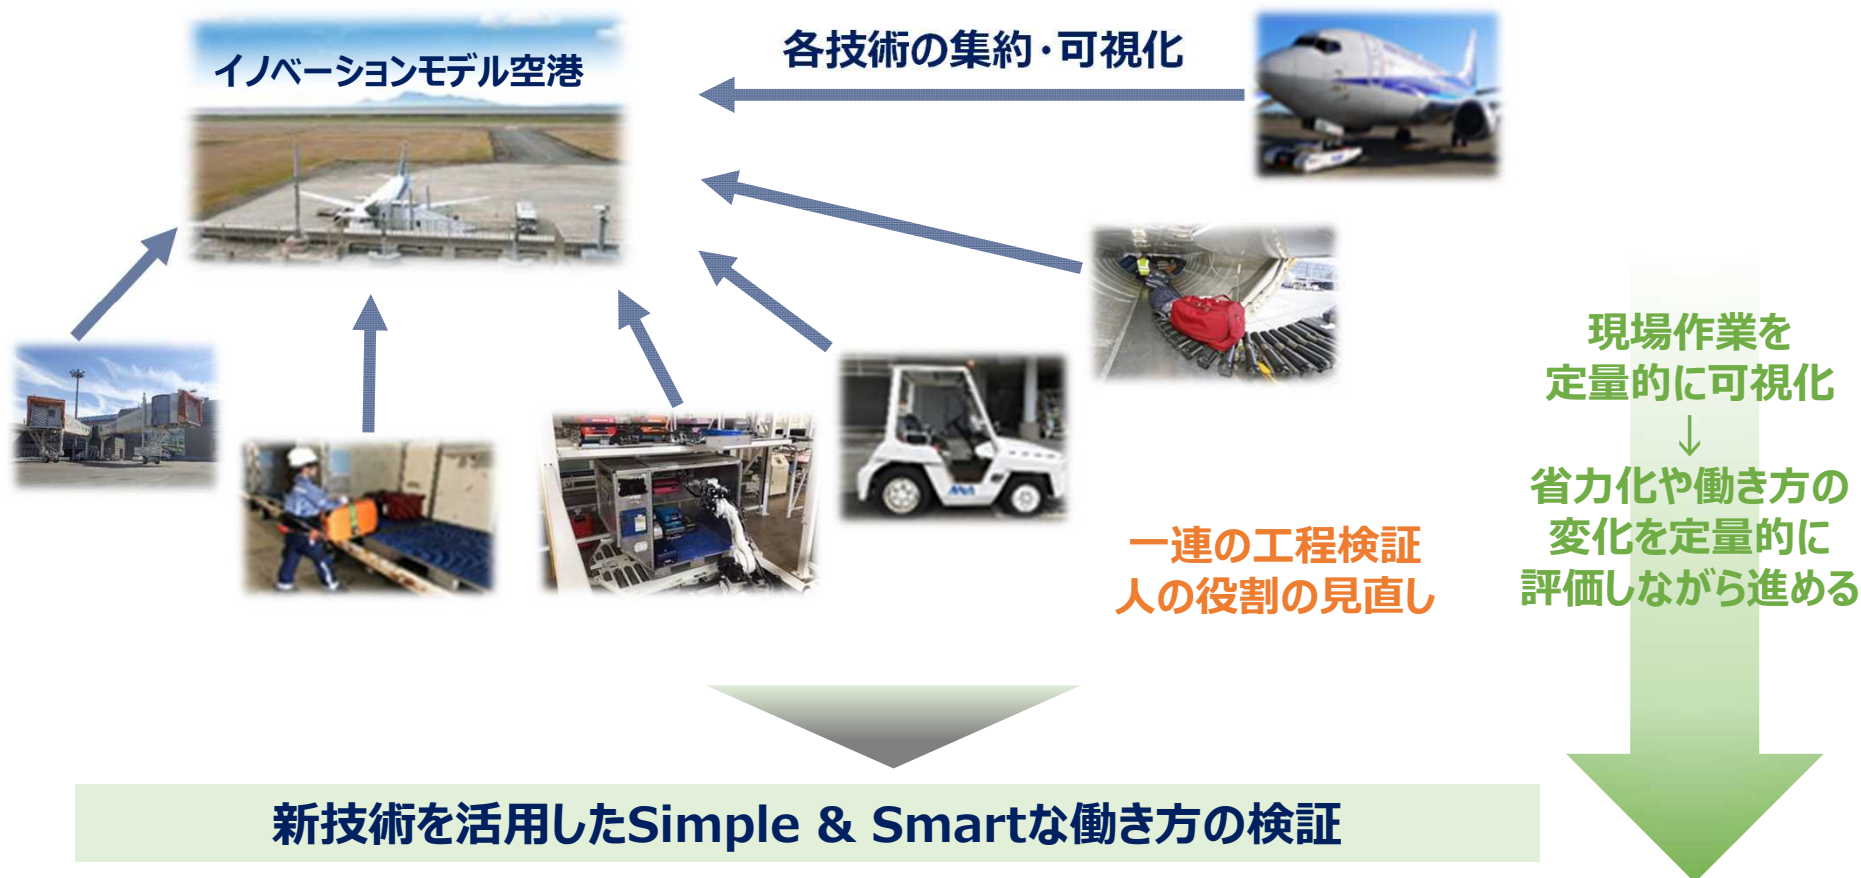 イノベーションモデル空港
各技術の集約・可視化
現場作業を
定量的に可視化
↓
省力化や働き方の
変化を定量的に
評価しながら進める
ANA
一連の工程検証
人の役割の見直し
新技術を活用したSimple & Smartな働き方の検証